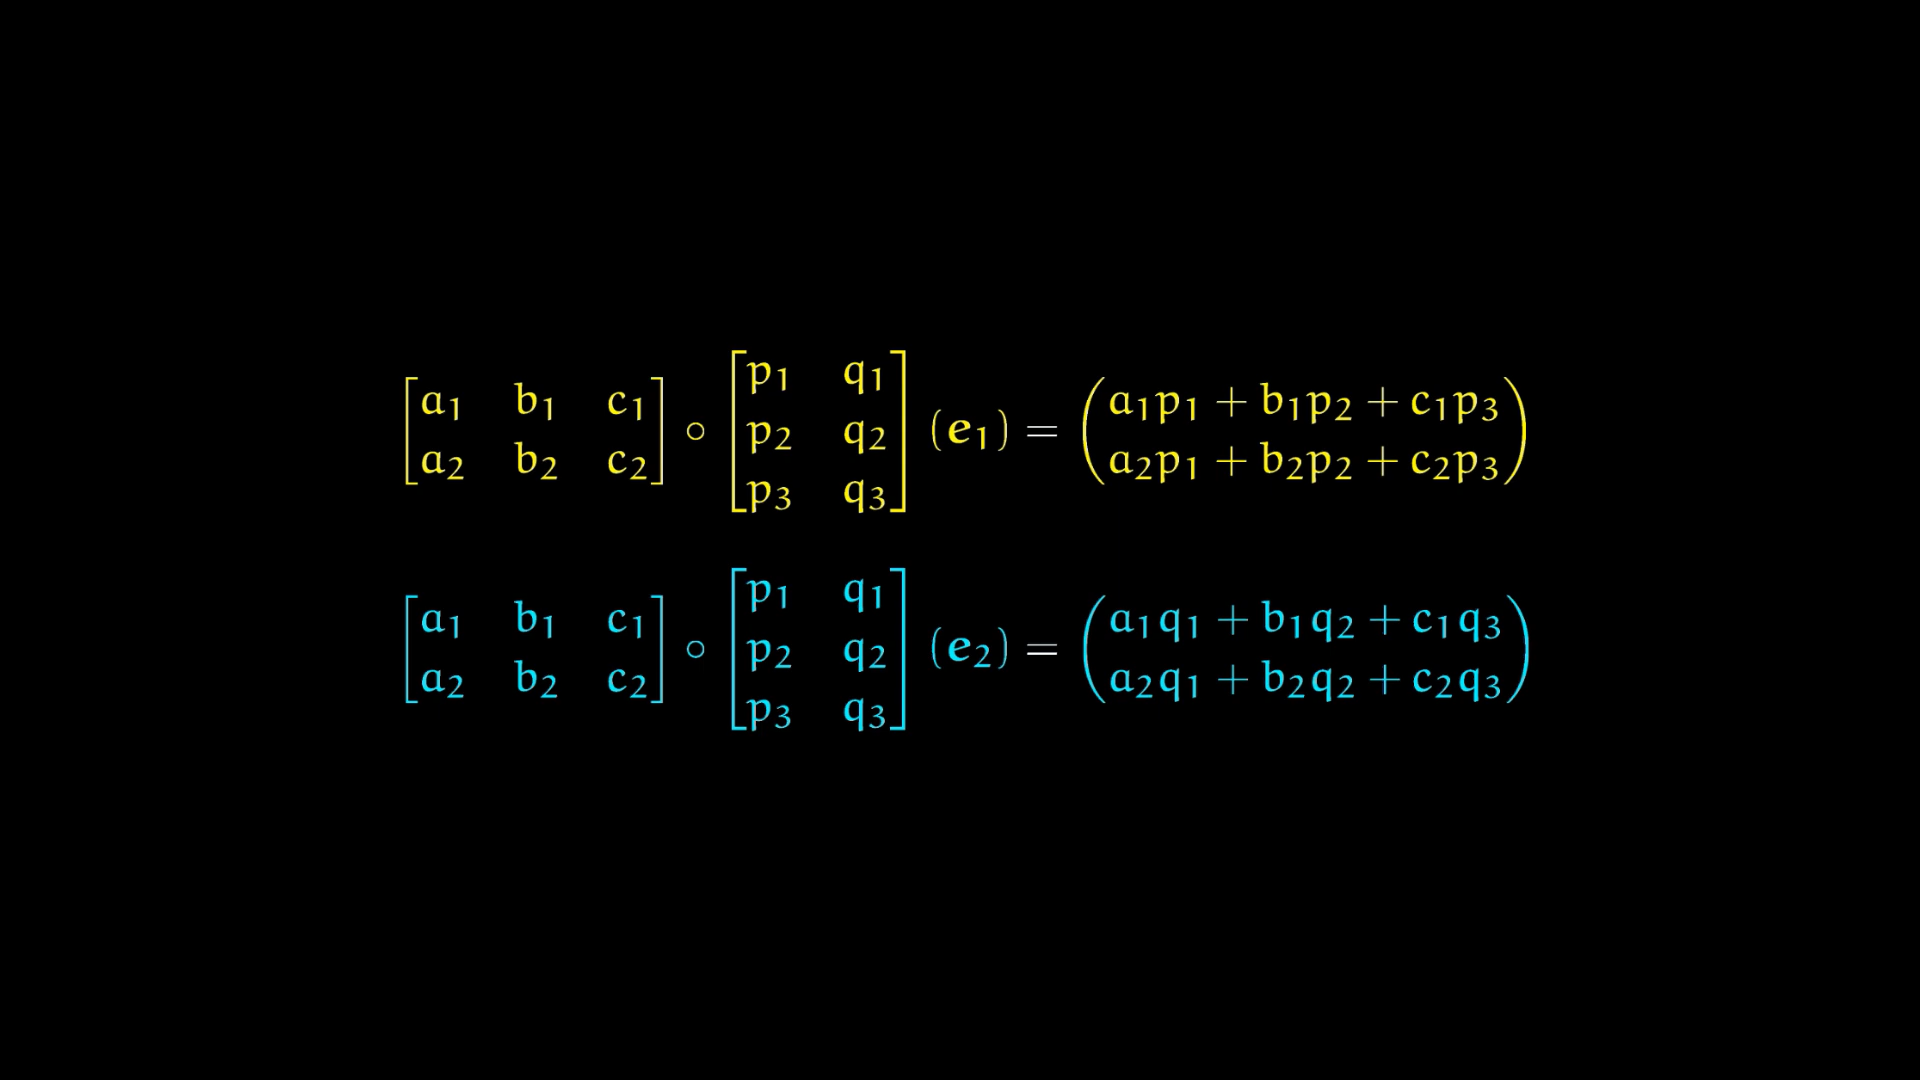 [a₁ b₁ c₁; a₂ b₂ c₂] ∘ [p₁ q₁; p₂ q₂; p₃ q₃] (e₁) = (a₁p₁ + b₁p₂ + c₁p₃; a₂p₁ + b₂p₂ + c₂p₃)
[a₁ b₁ c₁; a₂ b₂ c₂] ∘ [p₁ q₁; p₂ q₂; p₃ q₃] (e₂) = (a₁q₁ + b₁q₂ + c₁q₃; a₂q₁ + b₂q₂ + c₂q₃)